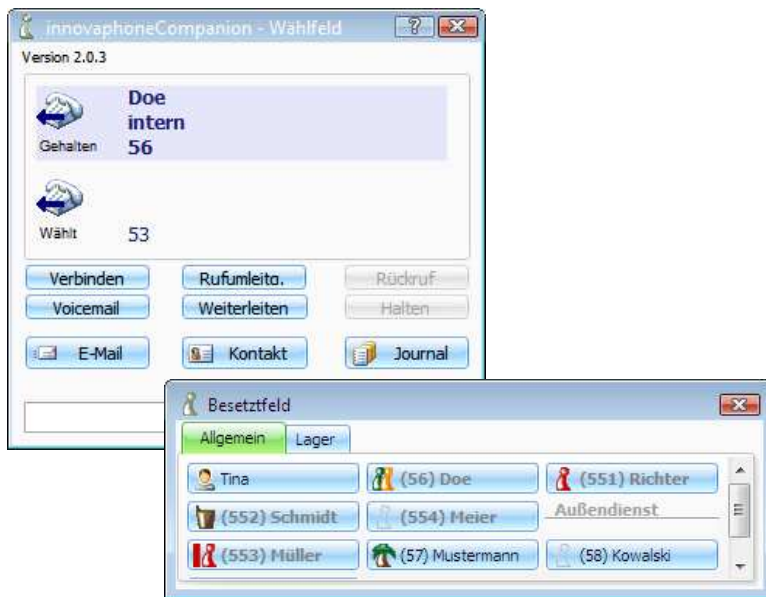 innovaphoneCompanion - Wählfeld
Version 2.0.3
Doe
intern
Gehalten 56
Wählt 53
Verbinden Rufumleitg. Rückruf
Voicemail Weiterleiten Halten
E-Mail Kontakt Journal
Besetztfeld
Allgemein Lager
Tina (56) Doe (551) Richter
(552) Schmidt (554) Meier Außendienst
(553) Müller (57) Mustermann (58) Kowalski